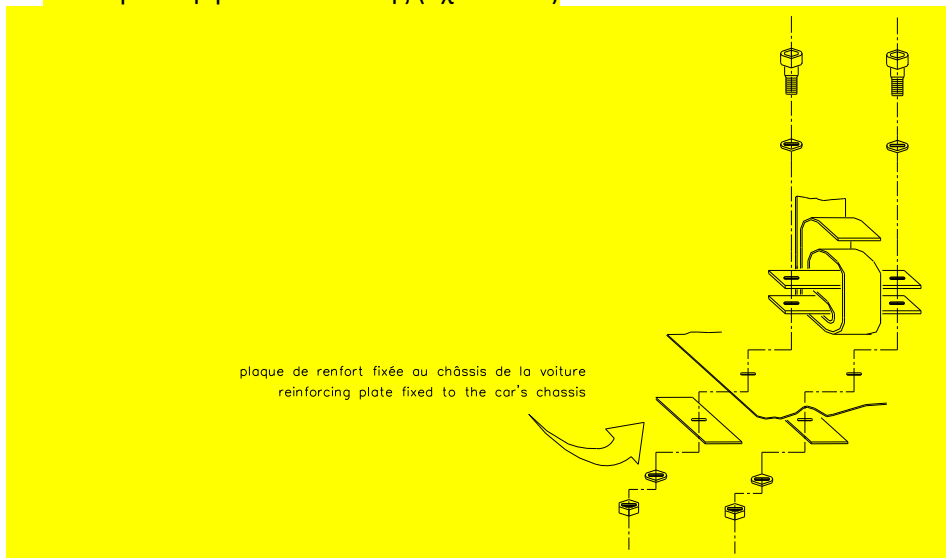 plaque de renfort fixée au châssis de la voiture
reinforcing plate fixed to the car's chassis